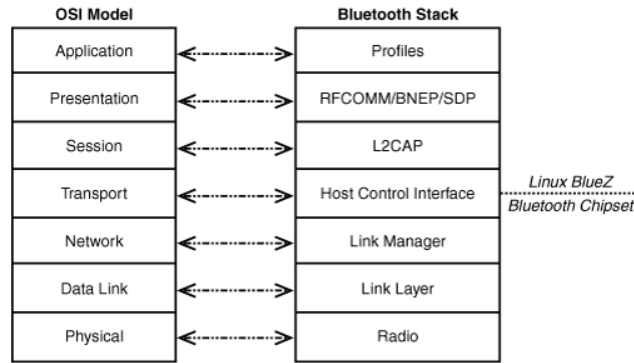 OSI Model Bluetooth Stack
Application Profiles
Presentation RFCOMM/BNEP/SDP
Session L2CAP
Transport Host Control Interface Linux BlueZ
Bluetooth Chipset
Network Link Manager
Data Link Link Layer
Physical Radio